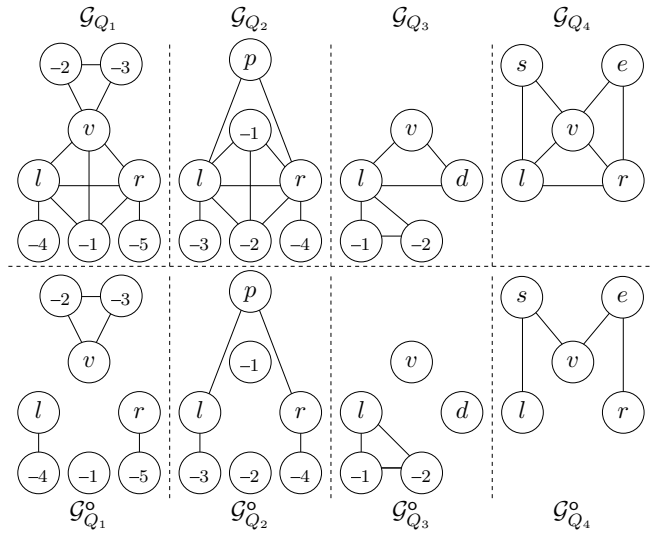 𝒢_{Q_1} 𝒢_{Q_2} 𝒢_{Q_3} 𝒢_{Q_4}
−2 −3 p s e
v −1 v v
l r l r l d l r
−4 −1 −5 −3 −2 −4 −1 −2
−2 −3 p s e
v −1 v v
l r l r l d l r
−4 −1 −5 −3 −2 −4 −1 −2
𝒢°_{Q_1} 𝒢°_{Q_2} 𝒢°_{Q_3} 𝒢°_{Q_4}